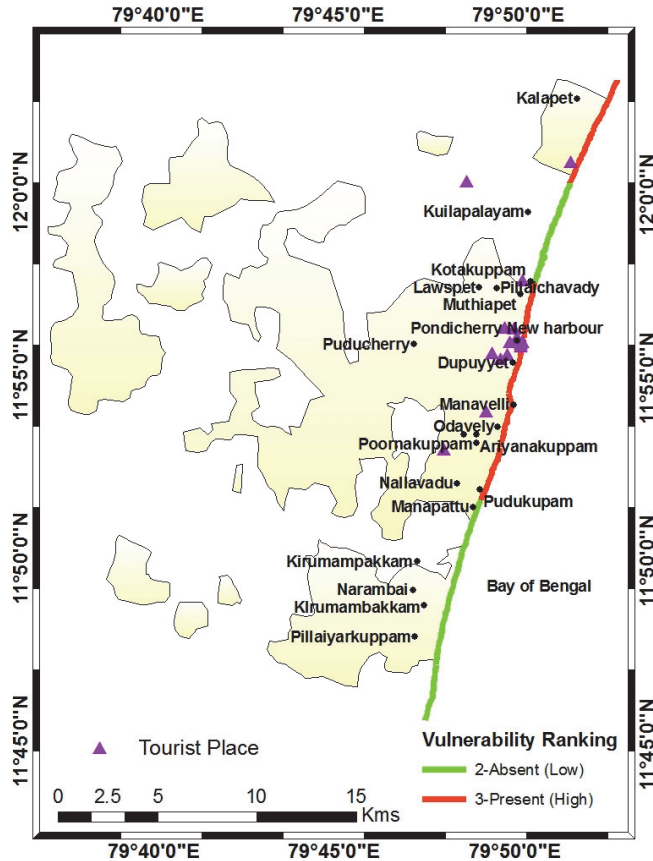 79°40'0"E 79°45'0"E 79°50'0"E
Kalapet
12°0'0"N 12°0'0"N
Kuilapalayam
Kotakuppam
Lawspet Pillaichavady
Muthiapet
Pondicherry New harbour
Puducherry
11°55'0"N 11°55'0"N
Dupuyyet
Manavelli
Odavely
Poornakuppam Ariyanakuppam
Nallavadu
Pudukupam
Manapattu
11°50'0"N 11°50'0"N
Kirumampakkam
Bay of Bengal
Narambai
KIrumambakkam
Pillaiyarkuppam
11°45'0"N 11°45'0"N
Tourist Place
Vulnerability Ranking
2-Absent (Low)
3-Present (High)
0 2.5 5 10 15
Kms
79°40'0"E 79°45'0"E 79°50'0"E